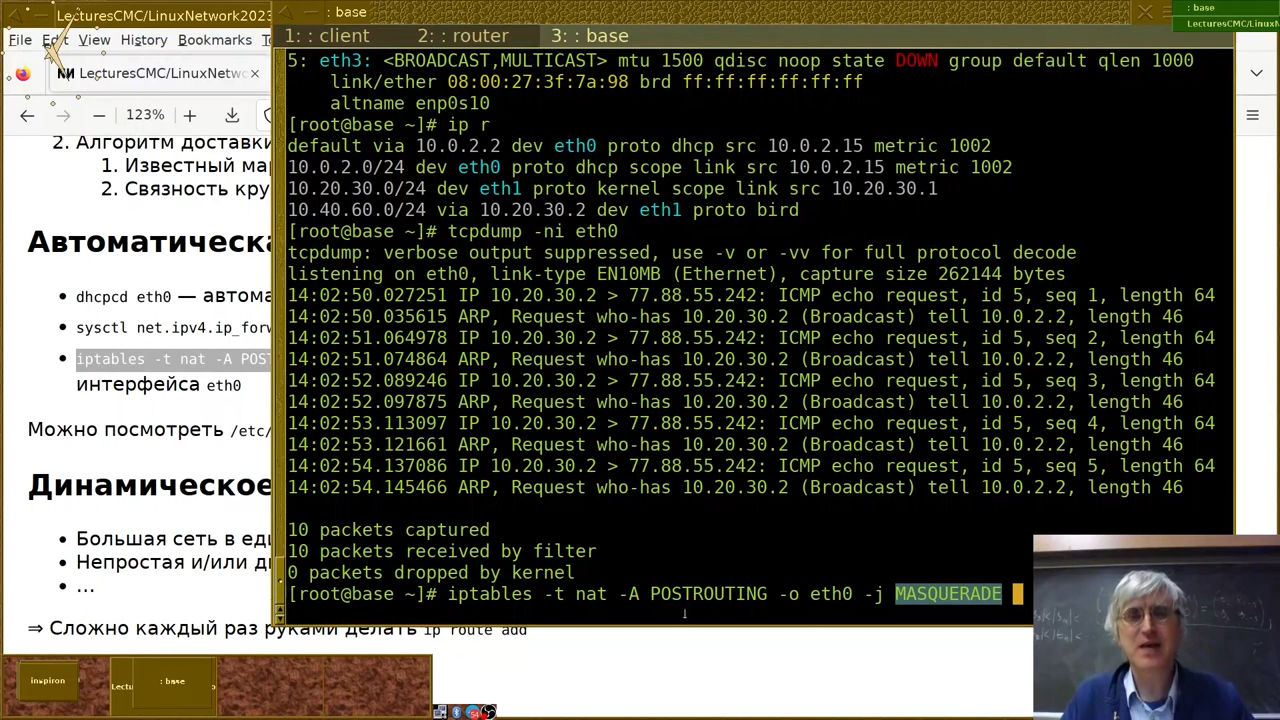 LecturesCMC/LinuxNetwork2023
: base
: base
LecturesCMC/LinuxNetwork
File Edit View History Bookmarks
1: : client 2: : router 3: : base
LecturesCMC/LinuxNetwo
123%
2. Алгоритм доставки
1. Известный
2. Связность
Автоматическа
dhcpcd eth0 —
sysctl
iptables -t nat -A
интерфейса eth0
Можно посмотреть /etc/
Динамическое
Большая сеть в
Непростая и/или
...
⇒ Сложно каждый раз руками делать ip route add
5: eth3: <BROADCAST,MULTICAST> mtu 1500 qdisc noop state DOWN group default qlen 1000
link/ether 08:00:27:3f:7a:98 brd ff:ff:ff:ff:ff:ff
altname enp0s10
[root@base ~]# ip r
default via 10.0.2.2 dev eth0 proto dhcp src 10.0.2.15 metric 1002
10.0.2.0/24 dev eth0 proto dhcp scope link src 10.0.2.15 metric 1002
10.20.30.0/24 dev eth1 proto kernel scope link src 10.20.30.1
10.40.60.0/24 via 10.20.30.2 dev eth1 proto bird
[root@base ~]# tcpdump -ni eth0
tcpdump: verbose output suppressed, use -v or -vv for full protocol decode
listening on eth0, link-type EN10MB (Ethernet), capture size 262144 bytes
14:02:50.027251 IP 10.20.30.2 > 77.88.55.242: ICMP echo request, id 5, seq 1, length 64
14:02:50.035615 ARP, Request who-has 10.20.30.2 (Broadcast) tell 10.0.2.2, length 46
14:02:51.064978 IP 10.20.30.2 > 77.88.55.242: ICMP echo request, id 5, seq 2, length 64
14:02:51.074864 ARP, Request who-has 10.20.30.2 (Broadcast) tell 10.0.2.2, length 46
14:02:52.089246 IP 10.20.30.2 > 77.88.55.242: ICMP echo request, id 5, seq 3, length 64
14:02:52.097875 ARP, Request who-has 10.20.30.2 (Broadcast) tell 10.0.2.2, length 46
14:02:53.113097 IP 10.20.30.2 > 77.88.55.242: ICMP echo request, id 5, seq 4, length 64
14:02:53.121661 ARP, Request who-has 10.20.30.2 (Broadcast) tell 10.0.2.2, length 46
14:02:54.137086 IP 10.20.30.2 > 77.88.55.242: ICMP echo request, id 5, seq 5, length 64
14:02:54.145466 ARP, Request who-has 10.20.30.2 (Broadcast) tell 10.0.2.2, length 46
10 packets captured
10 packets received by filter
0 packets dropped by kernel
[root@base ~]# iptables -t nat -A POSTROUTING -o eth0 -j MASQUERADE
inspiron
Lectu
: base